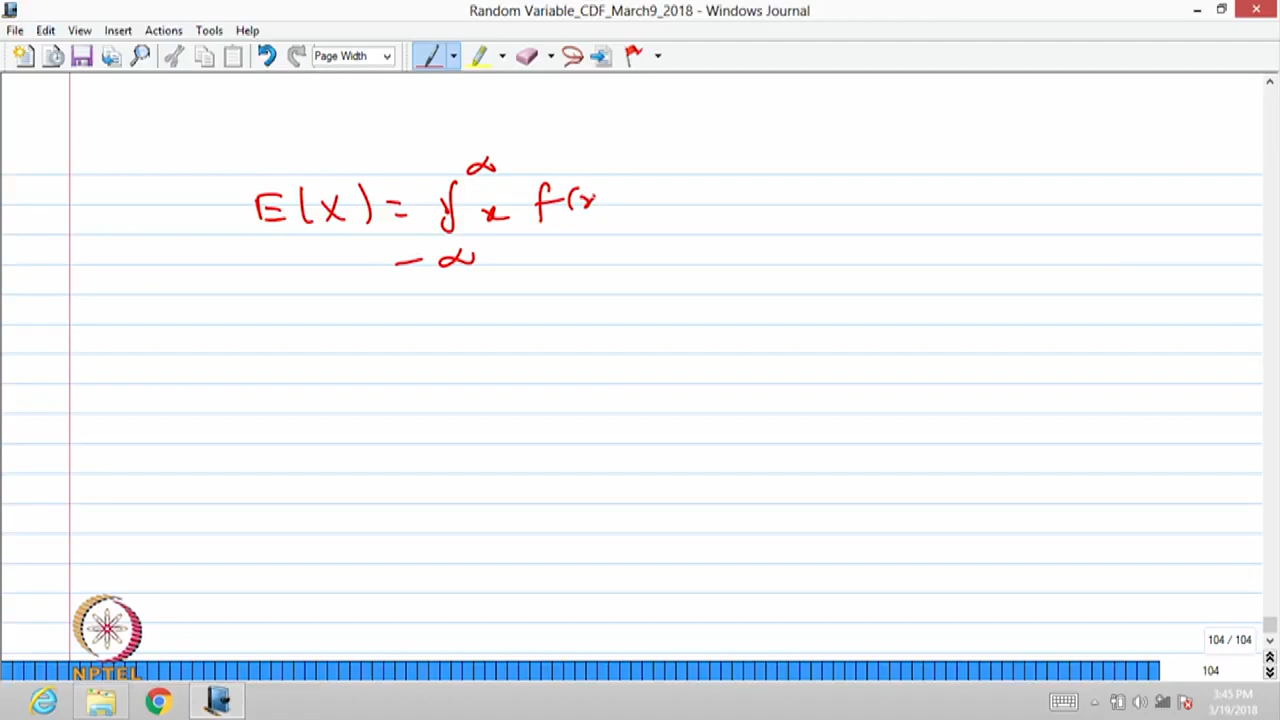 Random Variable_CDF_March9_2018 - Windows Journal
File Edit View Insert Actions Tools Help
Page Width
∞
E(X) = ∫ x f(x
- ∞
104 / 104
104
NPTEL
3:45 PM
3/19/2018